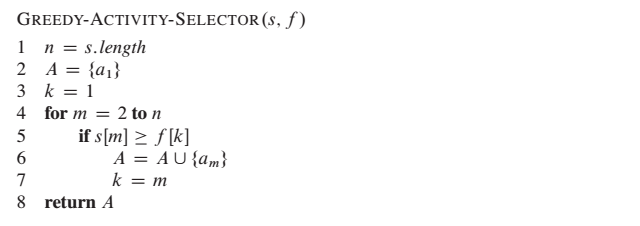 GREEDY-ACTIVITY-SELECTOR(s, f)
1 n = s.length
2 A = {a₁}
3 k = 1
4 for m = 2 to n
5 if s[m] ≥ f[k]
6 A = A ∪ {aₘ}
7 k = m
8 return A